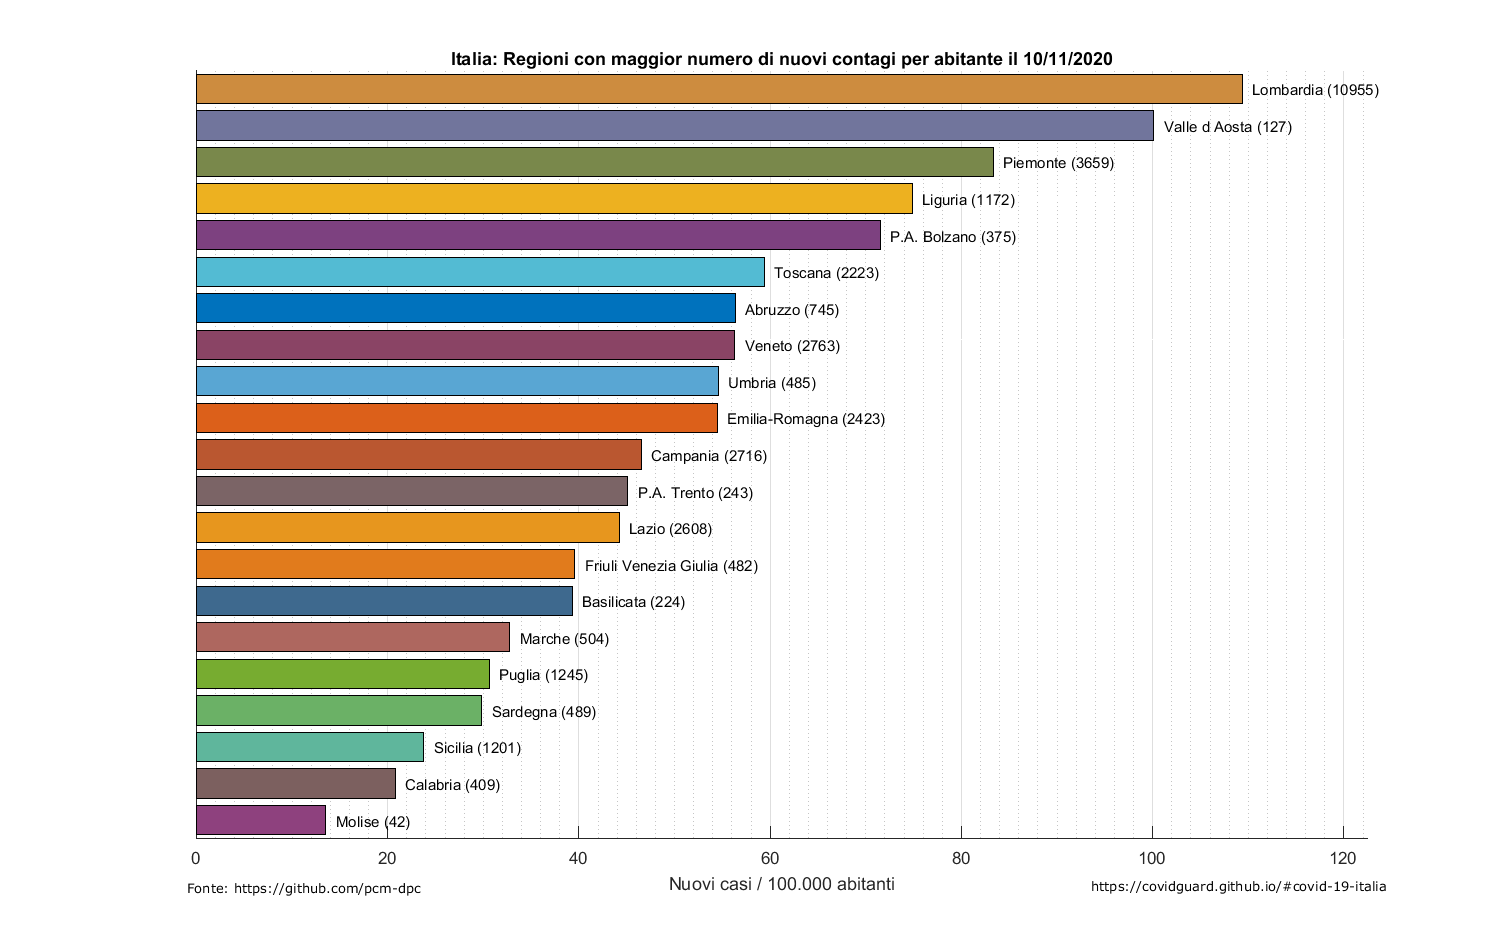 Italia: Regioni con maggior numero di nuovi contagi per abitante il 10/11/2020
Lombardia (10955)
Valle d Aosta (127)
Piemonte (3659)
Liguria (1172)
P.A. Bolzano (375)
Toscana (2223)
Abruzzo (745)
Veneto (2763)
Umbria (485)
Emilia-Romagna (2423)
Campania (2716)
P.A. Trento (243)
Lazio (2608)
Friuli Venezia Giulia (482)
Basilicata (224)
Marche (504)
Puglia (1245)
Sardegna (489)
Sicilia (1201)
Calabria (409)
Molise (42)
0 20 40 60 80 100 120
Nuovi casi / 100.000 abitanti
Fonte: https://github.com/pcm-dpc
https://covidguard.github.io/#covid-19-italia